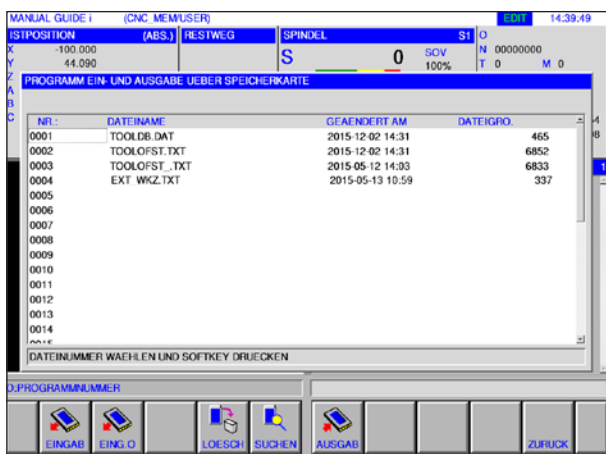 MANUAL GUIDE i (CNC_MEM/USER) EDIT 14:39:49
ISTPOSITION (ABS.) RESTWEG SPINDEL S1 O
X -100.000 S 0 SOV 100% N 00000000
Y 44.090 T 0 M 0
Z
PROGRAMM EIN- UND AUSGABE UEBER SPEICHERKARTE
A
B
C
NR.: DATEINAME GEAENDERT AM DATEIGRO.
0001 TOOLDB.DAT 2015-12-02 14:31 465
0002 TOOLOFST.TXT 2015-12-02 14:31 6852
0003 TOOLOFST_.TXT 2015-05-12 14:03 6833
0004 EXT_WKZ.TXT 2015-05-13 10:59 337
0005
0006
0007
0008
0009
0010
0011
0012
0013
0014
DATEINUMMER WAEHLEN UND SOFTKEY DRUECKEN
O:PROGRAMMNUMMER
EINGAB EING.O LOESCH SUCHEN AUSGAB ZURUCK